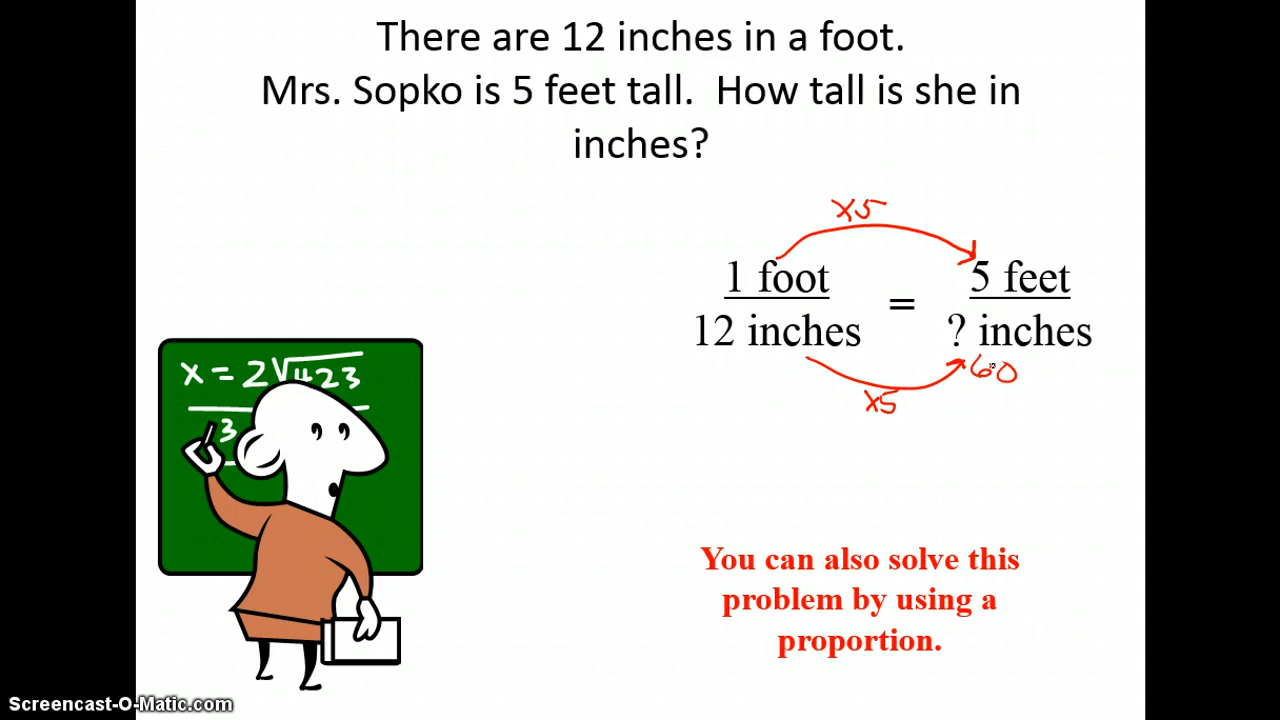 There are 12 inches in a foot.
Mrs. Sopko is 5 feet tall. How tall is she in
inches?
x5
1 foot
12 inches
=
5 feet
? inches
x5
60
x = 2√423
3
You can also solve this
problem by using a
proportion.
Screencast-O-Matic.com